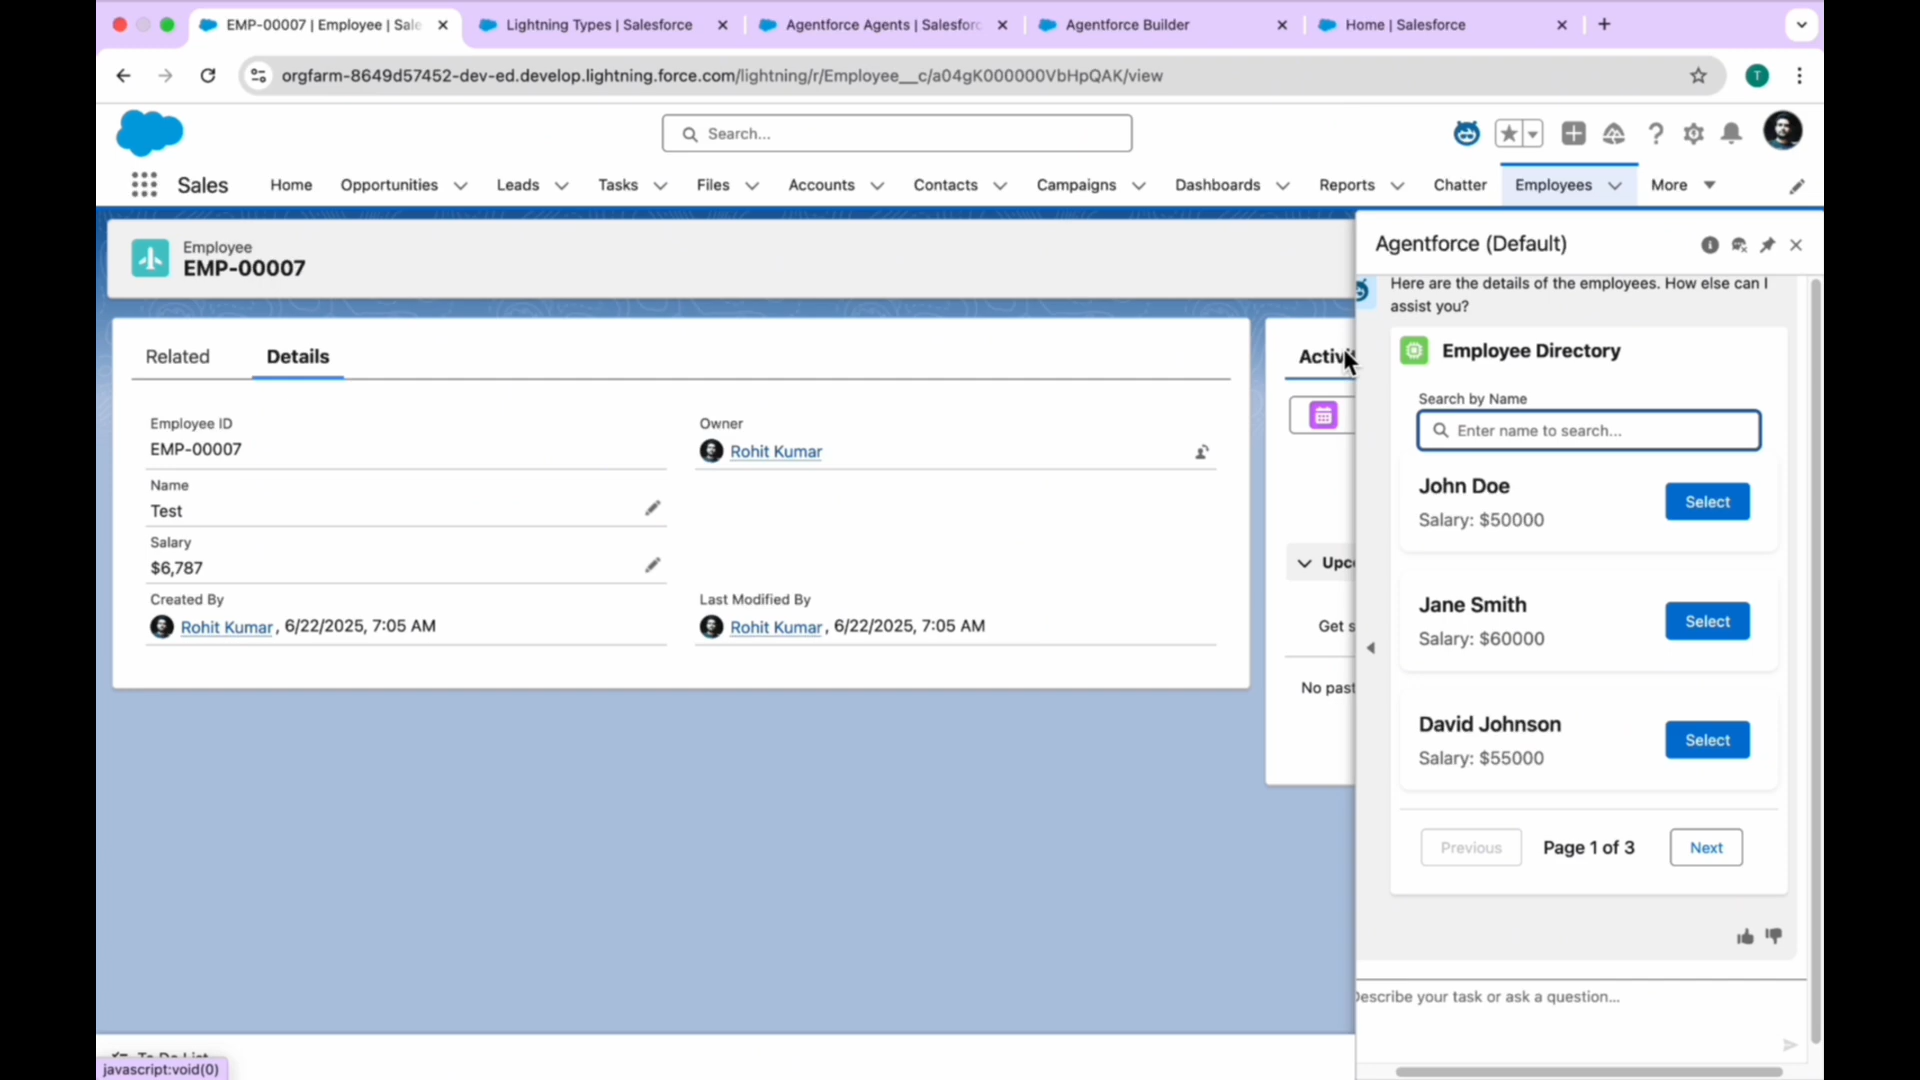 EMP-00007 | Employee | Sale
Lightning Types | Salesforce
Agentforce Agents | Salesforc
Agentforce Builder
Home | Salesforce
orgfarm-8649d57452-dev-ed.develop.lightning.force.com/lightning/r/Employee__c/a04gK000000VbHpQAK/view
T
Search...
Sales
Home
Opportunities
Leads
Tasks
Files
Accounts
Contacts
Campaigns
Dashboards
Reports
Chatter
Employees
More
Employee
EMP-00007
Related
Details
Employee ID
EMP-00007
Owner
Rohit Kumar
Name
Test
Salary
$6,787
Created By
Rohit Kumar, 6/22/2025, 7:05 AM
Last Modified By
Rohit Kumar, 6/22/2025, 7:05 AM
Activi
Upco
Get s
No past
Agentforce (Default)
Here are the details of the employees. How else can I
assist you?
Employee Directory
Search by Name
Enter name to search...
John Doe
Salary: $50000
Select
Jane Smith
Salary: $60000
Select
David Johnson
Salary: $55000
Select
Previous
Page 1 of 3
Next
Describe your task or ask a question...
To Do List
javascript:void(0)